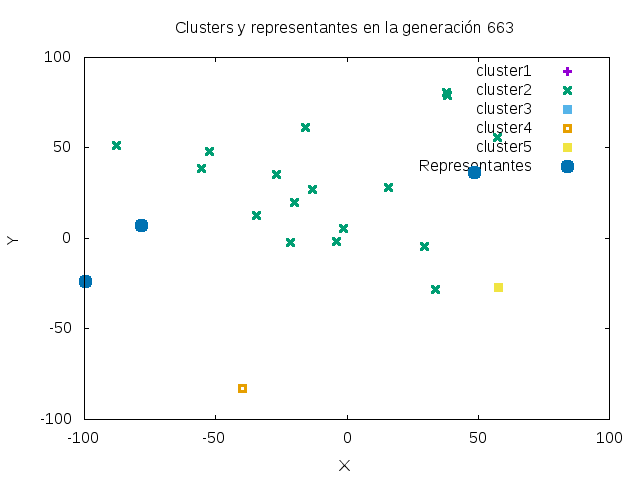 Clusters y representantes en la generación 663
100
50
0
-50
-100
-100
-50
0
50
100
Y
X
cluster1
cluster2
cluster3
cluster4
cluster5
Representantes